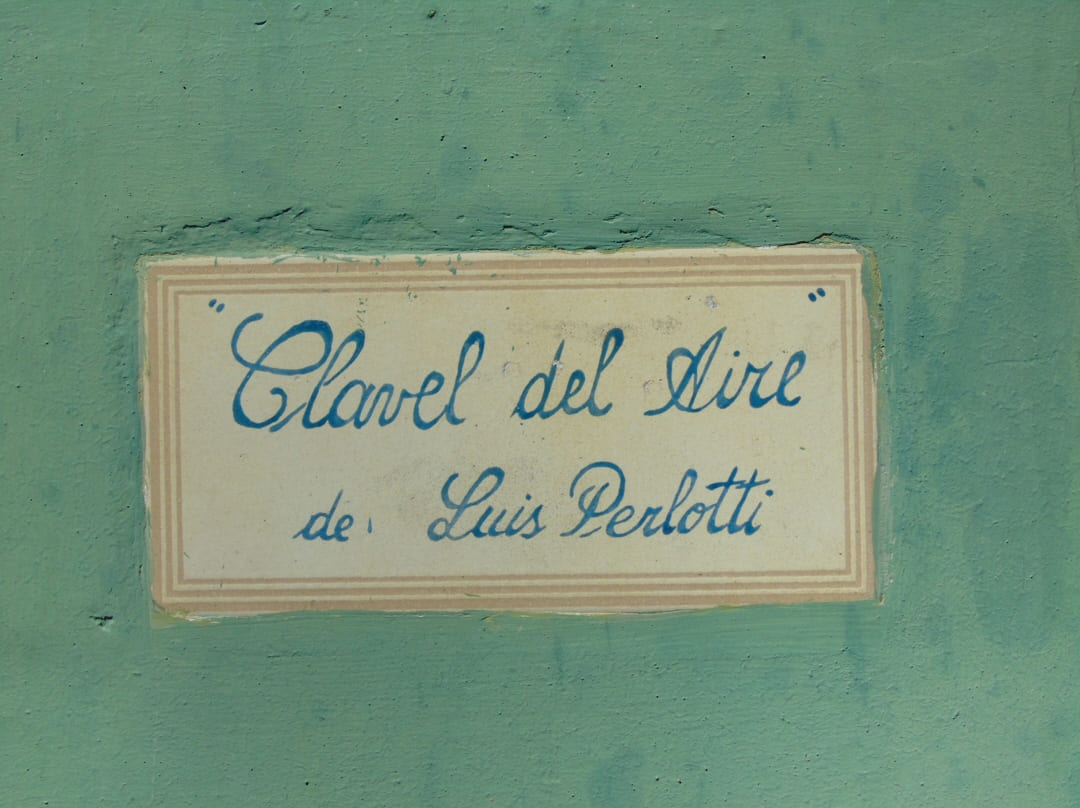 "Clavel del Aire"
de Luis Perlotti